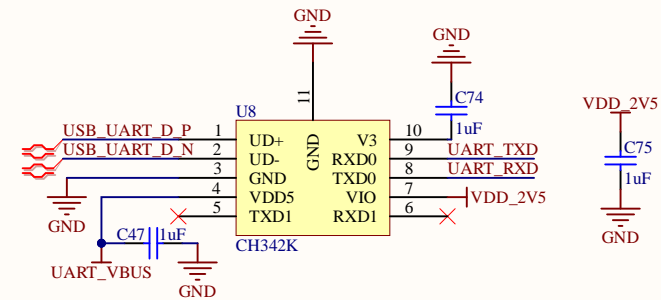 GND
GND
11
U8
C74
1uF
VDD_2V5
USB_UART_D_P 1 UD+ V3 10
USB_UART_D_N 2 UD- GND RXD0 9 UART_TXD
3 GND TXD0 8 UART_RXD
4 VDD5 VIO 7 VDD_2V5
5 TXD1 RXD1 6
C75
1uF
GND
GND
C47 1uF
CH342K
UART_VBUS
GND